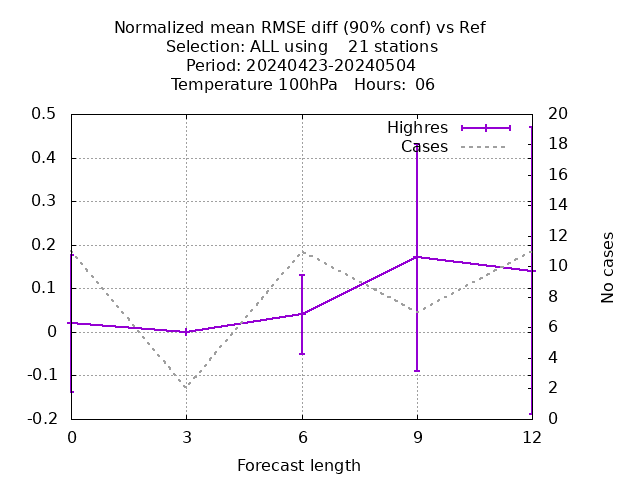 Normalized mean RMSE diff (90% conf) vs Ref
Selection: ALL using    21 stations
Period: 20240423-20240504
Temperature 100hPa   Hours:  06
Highres
Cases
0.5
0.4
0.3
0.2
0.1
0
-0.1
-0.2
20
18
16
14
12
10
8
6
4
2
0
No cases
0 3 6 9 12
Forecast length